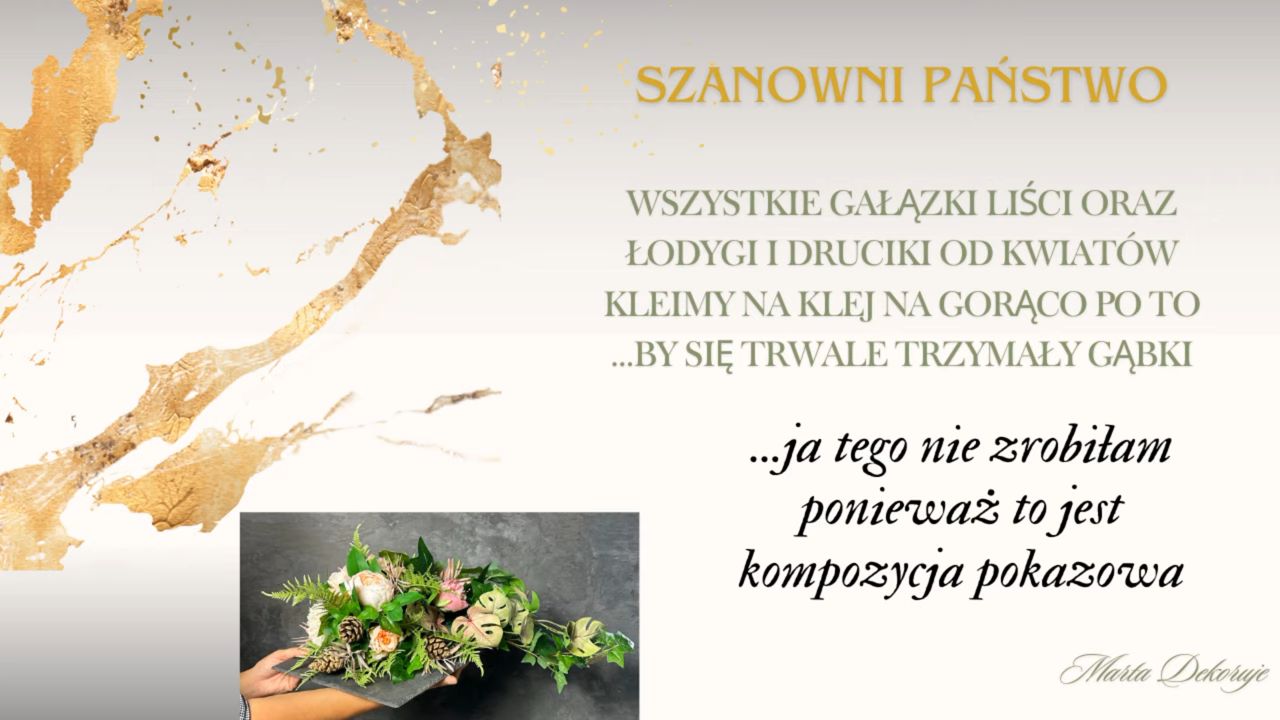 SZANOWNI PAŃSTWO
WSZYSTKIE GAŁĄZKI LIŚCI ORAZ
ŁODYGI I DRUCIKI OD KWIATÓW
KLEIMY NA KLEJ NA GORĄCO PO TO
...BY SIĘ TRWALE TRZYMAŁY GĄBKI
...ja tego nie zrobiłam
ponieważ to jest
kompozycja pokazowa
Marta Dekoruje